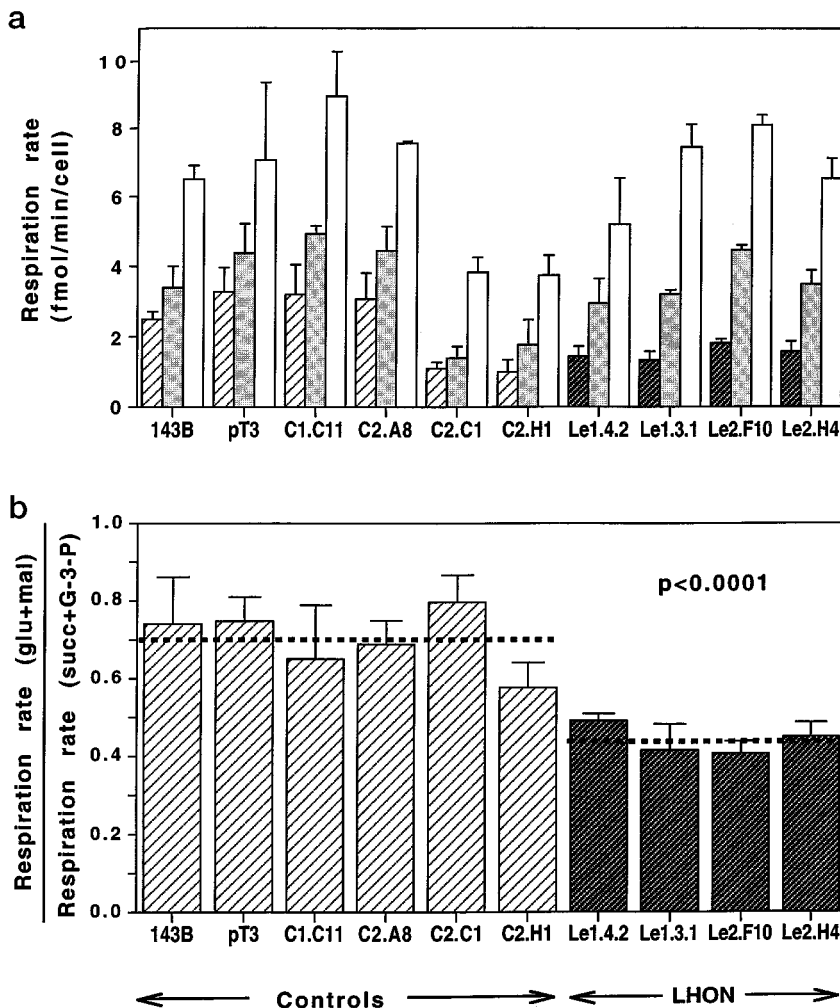 a
Respiration rate
(fmol/min/cell)
10
8
6
4
2
0
143B pT3 C1.C11 C2.A8 C2.C1 C2.H1 Le1.4.2 Le1.3.1 Le2.F10 Le2.H4
b
Respiration rate (glu+mal)
Respiration rate (succ+G-3-P)
1.0
0.8
0.6
0.4
0.2
0.0
p<0.0001
143B pT3 C1.C11 C2.A8 C2.C1 C2.H1 Le1.4.2 Le1.3.1 Le2.F10 Le2.H4
Controls LHON